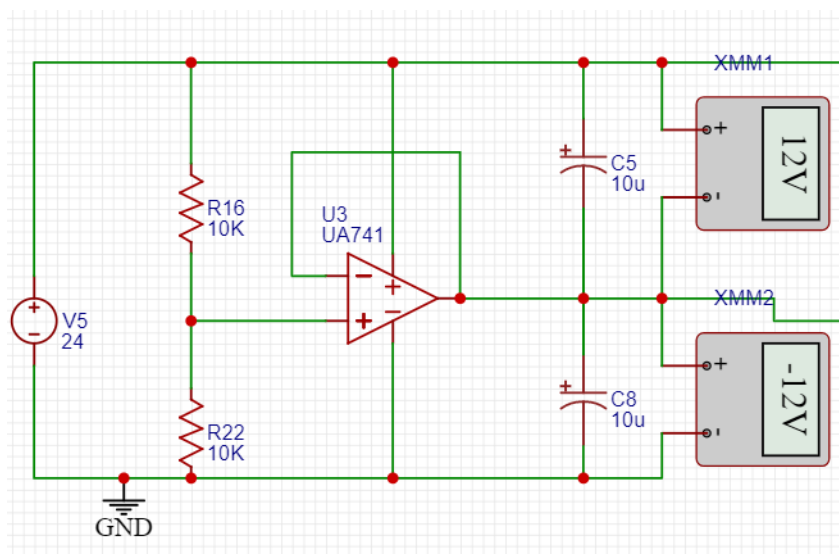 XMM1
+
12V
-
+
C5
10u
R16
10K
U3
UA741
-
+
+
-
XMM2
+
-12V
-
+
C8
10u
+
-
V5
24
R22
10K
GND